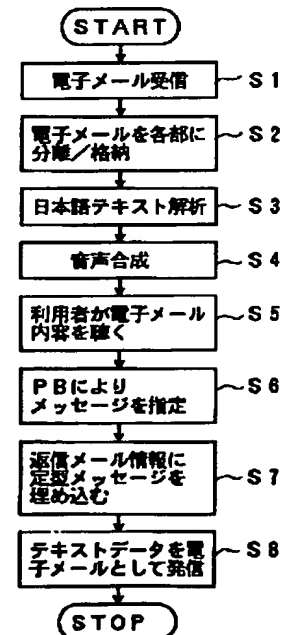 START
電子メール受信 ~S1
電子メールを各部に ~S2
分離/格納
日本語テキスト解析 ~S3
音声合成 ~S4
利用者が電子メール ~S5
内容を聴く
PBにより ~S6
メッセージを指定
返信メール情報に ~S7
定型メッセージを
埋め込む
テキストデータを電 ~S8
子メールとして発信
STOP